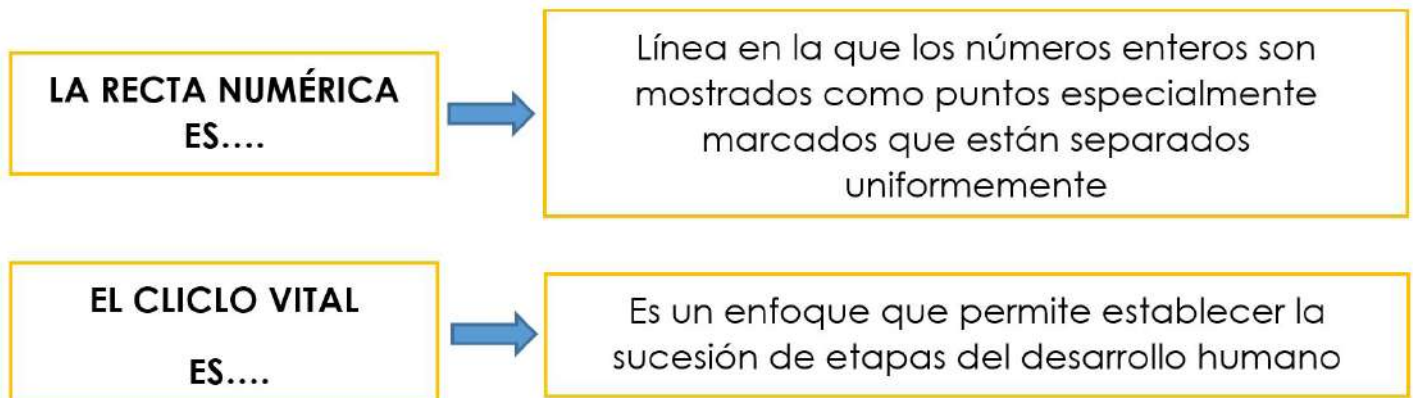 LA RECTA NUMÉRICA
ES....
Línea en la que los números enteros son
mostrados como puntos especialmente
marcados que están separados
uniformemente
EL CLICLO VITAL
ES....
Es un enfoque que permite establecer la
sucesión de etapas del desarrollo humano